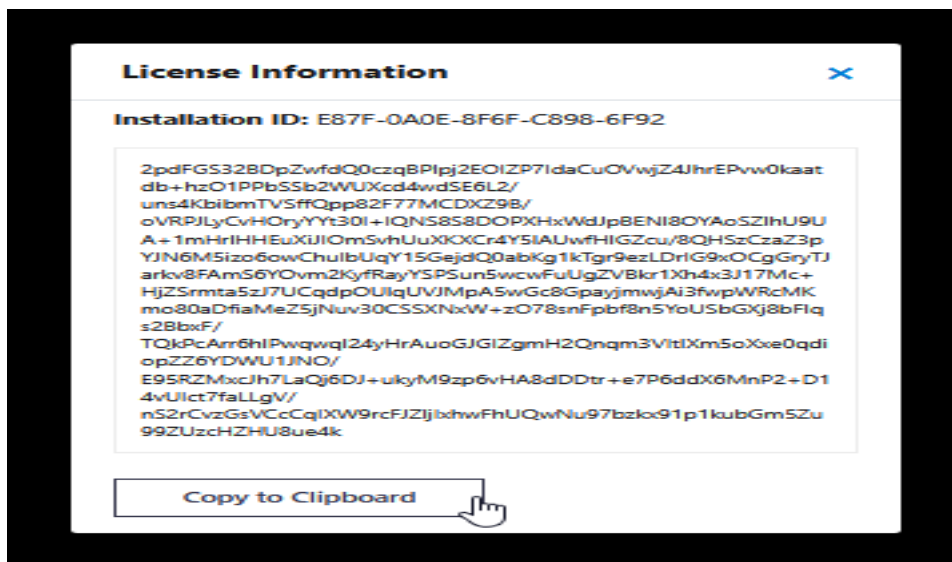 License Information
Installation ID: E87F-0A0E-8F6F-C898-6F92
2pdFGS32BDpZwfdQ0czqBPlpj2EOIZP7IdaCuOVwjZ4JhrEPvw0kaat
db+hzO1PPbSSb2WUXcd4wdSE6L2/
uns4KbibmTVSffQpp82F77MCDXZ9B/
oVRPJLyCvHOryYYt30I+IQNS8S8DOPXHxWdJpBENI8OYAoSZIhU9U
A+1mHrIHHEuXiJIOmSvhUuXKXCr4Y5IAUwfHIGZcu/8QHSzCzaZ3p
YJN6M5izo6owChuIbUqY15GejdQ0abKg1kTgr9ezLDrIG9xOCgGryTJ
arkv8FAmS6YOvm2KyfRayYSPSun5wcwFuUgZVBkr1Xh4x3J17Mc+
HjZSrmta5zJ7UCqdpOUlqUVJMpA5wGc8GpayjmwjAi3fwpWRcMK
mo80aDfiaMeZ5jNuv30CSSXNxW+zO78snFpbf8n5YoUSbGXj8bFIq
s2BbxF/
TQkPcArr6hIPwqwqI24yHrAuoGJGIZgmH2Qnqm3VItIXm5oXxe0qdi
opZZ6YDWU1JNO/
E95RZMxcJh7LaQj6DJ+ukyM9zp6vHA8dDDtr+e7P6ddX6MnP2+D1
4vUIct7faLLgV/
nS2rCvzGsVCcCqIXW9rcFJZIjIxhwFhUQwNu97bzkx91p1kubGm5Zu
99ZUzcHZHU8ue4k
Copy to Clipboard